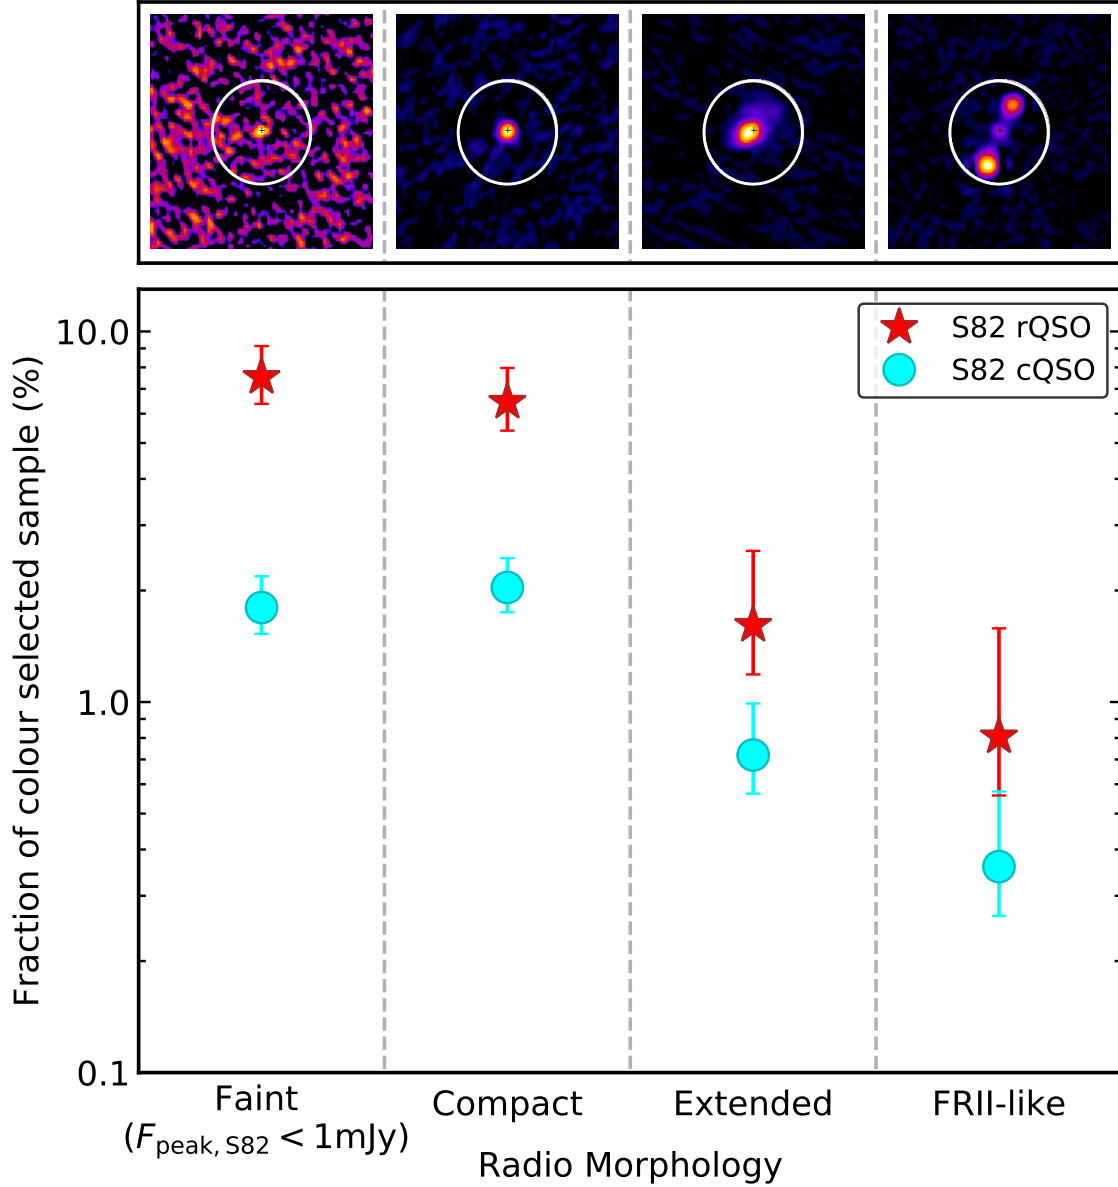 S82 rQSO
S82 cQSO
Fraction of colour selected sample (%)
10.0
1.0
0.1
Faint
(F_peak, S82 < 1mJy)
Compact
Extended
FRII-like
Radio Morphology